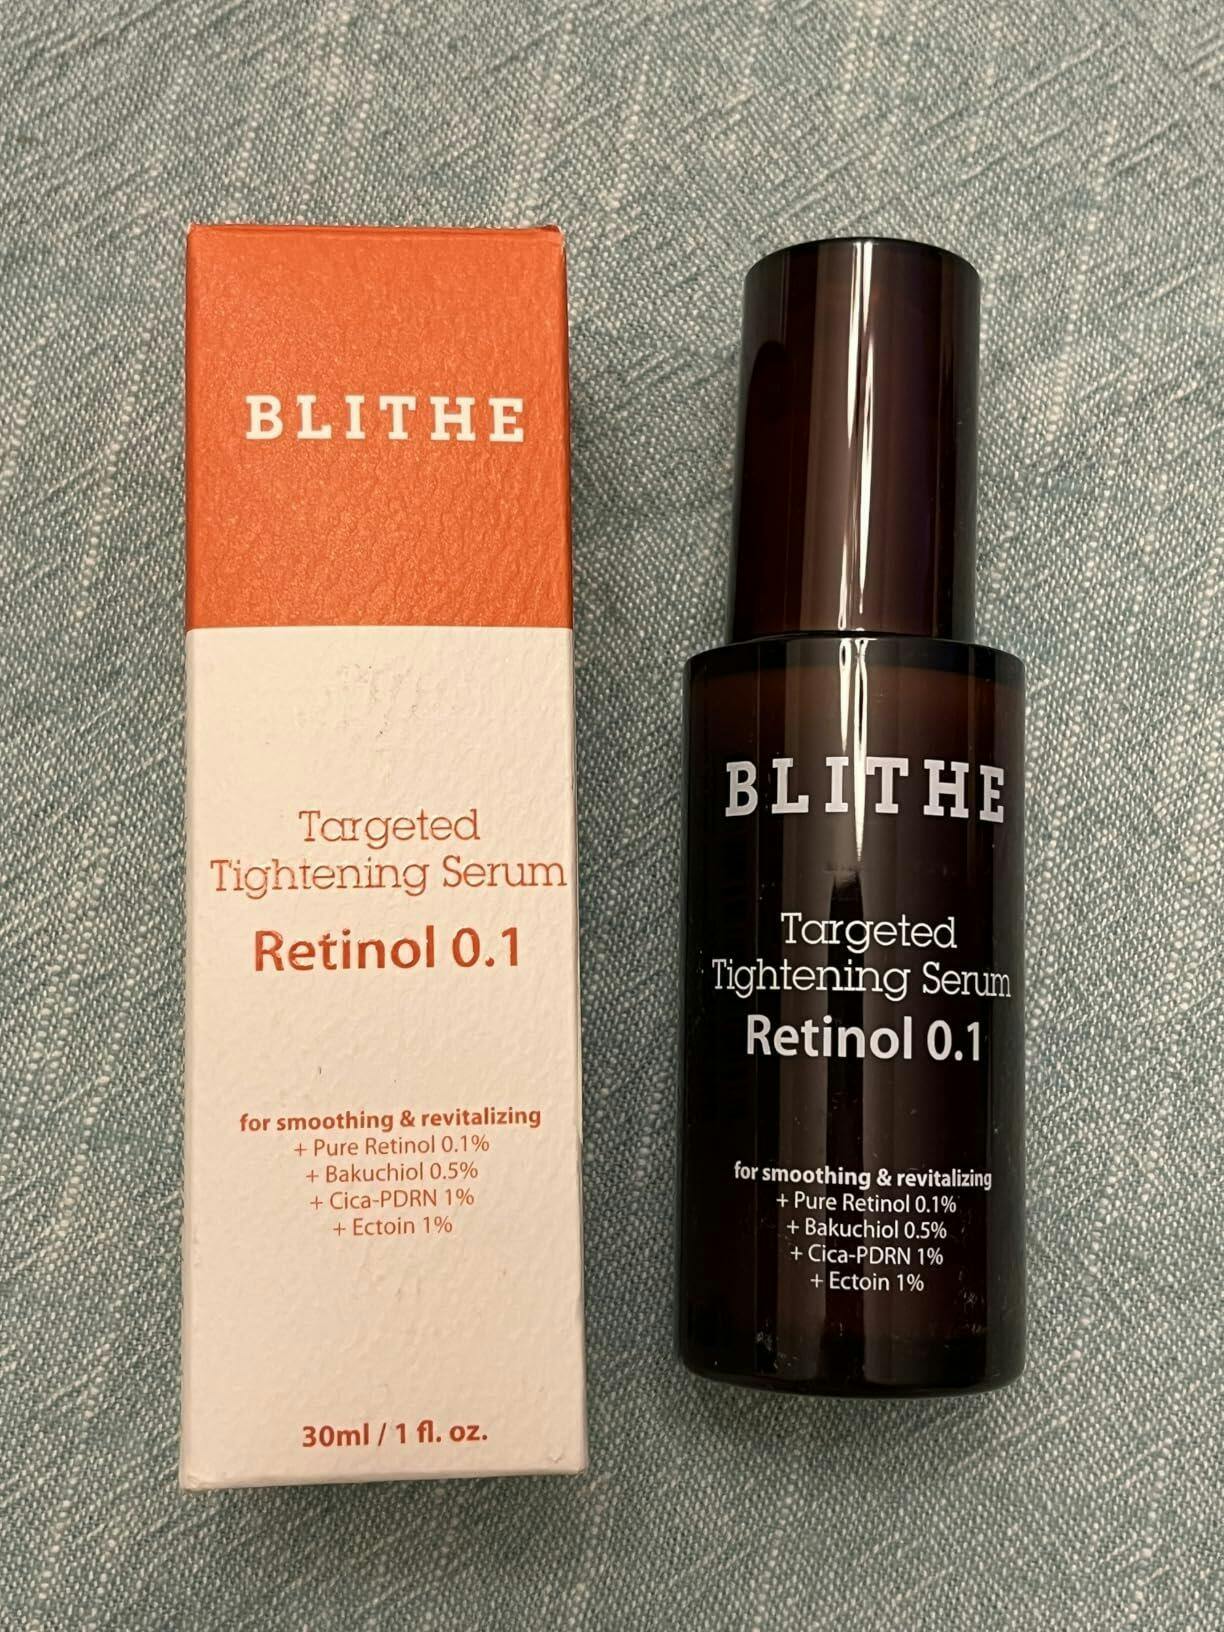 BLITHE
Targeted
Tightening Serum
Retinol 0.1
for smoothing & revitalizing
+ Pure Retinol 0.1%
+ Bakuchiol 0.5%
+ Cica-PDRN 1%
+ Ectoin 1%
30ml / 1 fl. oz.
BLITHE
Targeted
Tightening Serum
Retinol 0.1
for smoothing & revitalizing
+ Pure Retinol 0.1%
+ Bakuchiol 0.5%
+ Cica-PDRN 1%
+ Ectoin 1%